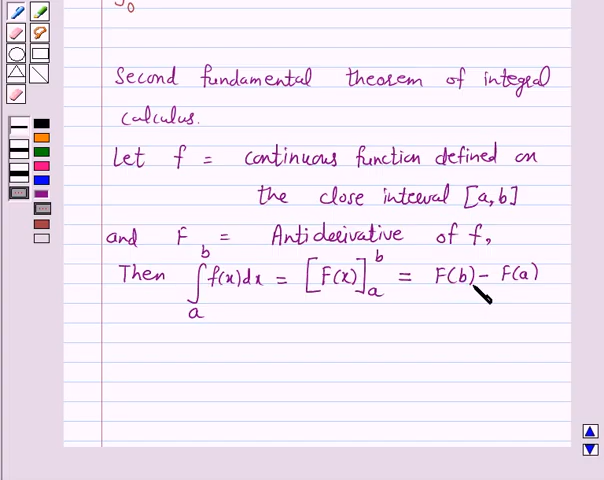 ∫₀
Second fundamental theorem of integral
calculus.
Let f = continuous function defined on
the close interval [a,b]
and F = Antiderivative of f,
Then ∫ₐᵇ f(x)dx = [F(x)]ₐᵇ = F(b) - F(a)